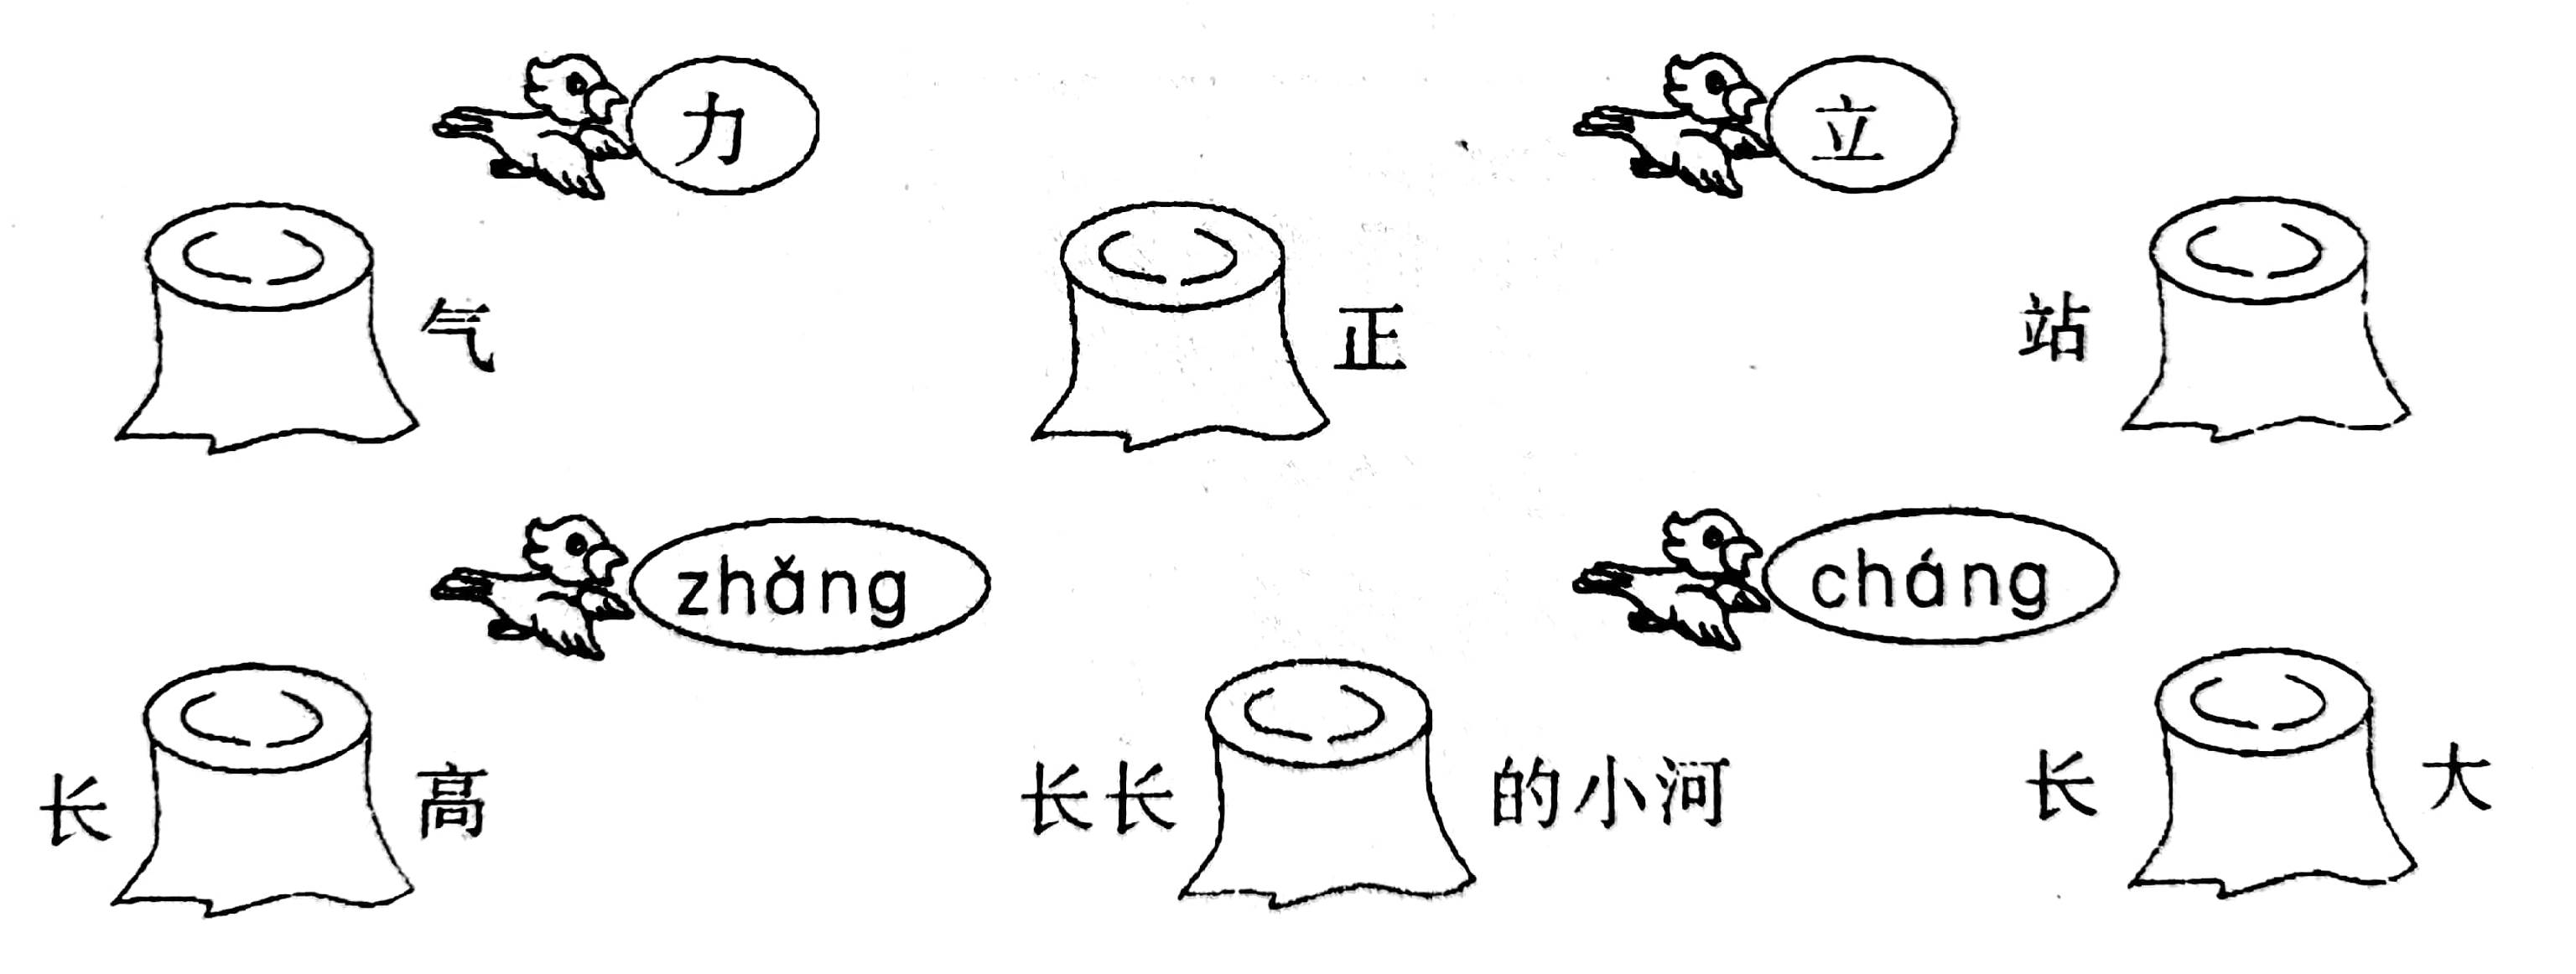 力 立
气 正 站
zhǎng cháng
长 高 长长 的小河 长 大